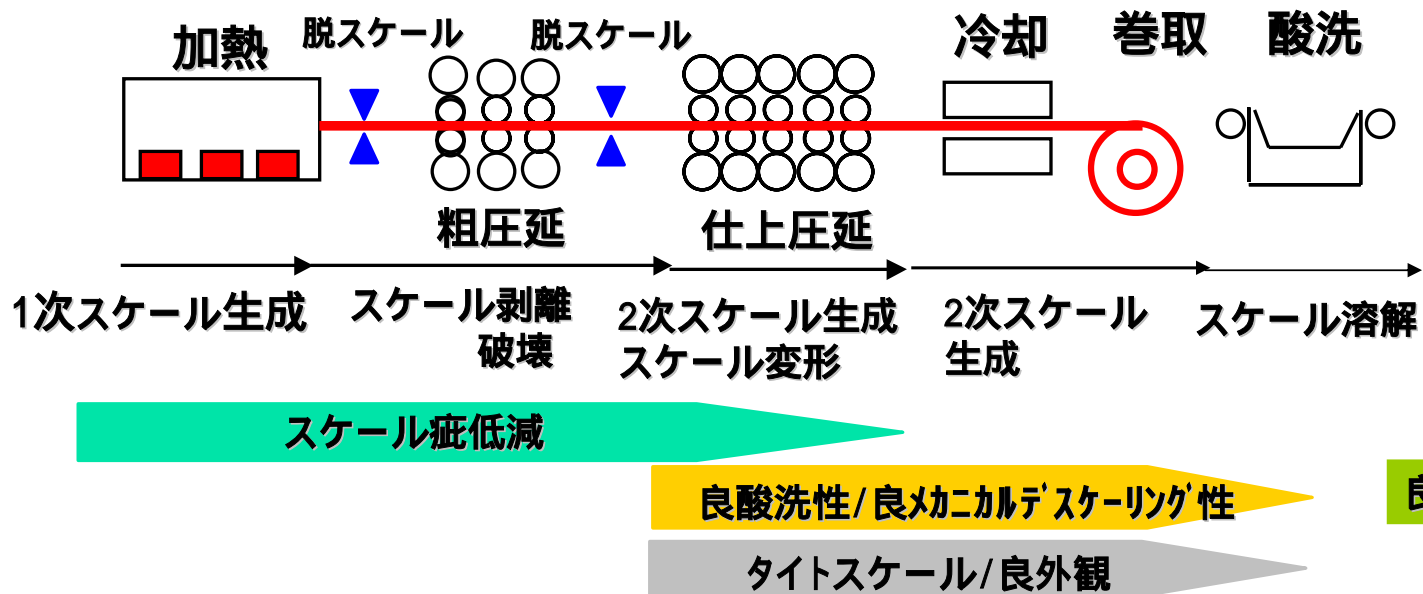 加熱
脱スケール
脱スケール
冷却
巻取
酸洗
粗圧延
仕上圧延
1次スケール生成
スケール剥離
破壊
2次スケール生成
スケール変形
2次スケール
生成
スケール溶解
スケール疵低減
良酸洗性/良ﾒｶﾆｶﾙﾃﾞｽｹｰﾘﾝｸﾞ性
タイトスケール/良外観
良